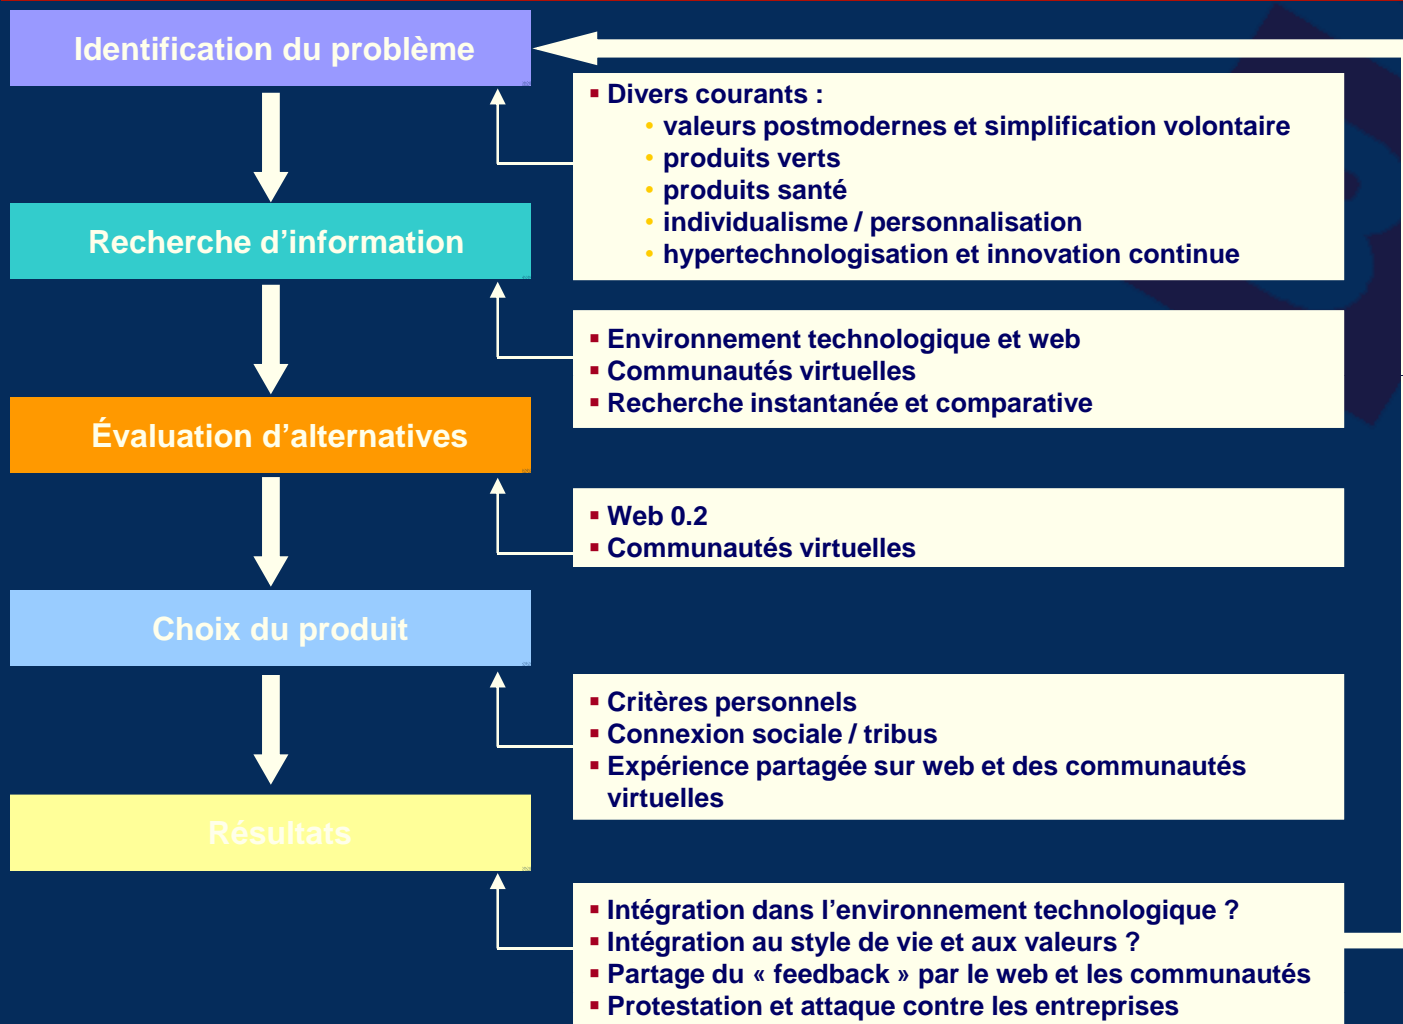 Identification du problème
▪ Divers courants :
• valeurs postmodernes et simplification volontaire
• produits verts
• produits santé
• individualisme / personnalisation
• hypertechnologisation et innovation continue
Recherche d’information
▪ Environnement technologique et web
▪ Communautés virtuelles
▪ Recherche instantanée et comparative
Évaluation d’alternatives
▪ Web 0.2
▪ Communautés virtuelles
Choix du produit
▪ Critères personnels
▪ Connexion sociale / tribus
▪ Expérience partagée sur web et des communautés
virtuelles
Résultats
▪ Intégration dans l’environnement technologique ?
▪ Intégration au style de vie et aux valeurs ?
▪ Partage du « feedback » par le web et les communautés
▪ Protestation et attaque contre les entreprises